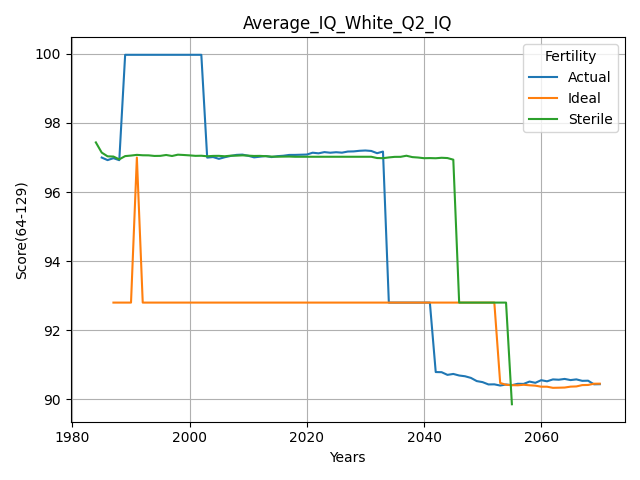 Average_IQ_White_Q2_IQ
Score(64-129)
100
98
96
94
92
90
1980
2000
2020
2040
2060
Years
Fertility
Actual
Ideal
Sterile